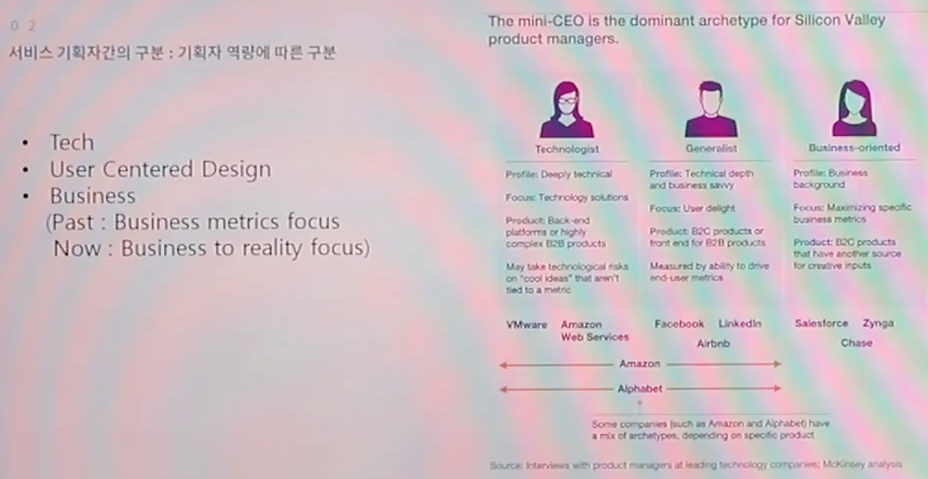 0 2
서비스 기획자간의 구분 : 기획자 역량에 따른 구분
• Tech
• User Centered Design
• Business
(Past : Business metrics focus
Now : Business to reality focus)
The mini-CEO is the dominant archetype for Silicon Valley
product managers.
Technologist
Profile: Deeply technical
Focus: Technology solutions
Product: Back-end
platforms or highly
complex B2B products
May take technological risks
on "cool ideas" that aren't
tied to a metric
Generalist
Profile: Technical depth
and business savvy
Focus: User delight
Product: B2C products or
front end for B2B products
Measured by ability to drive
end-user metrics
Business-oriented
Profile: Business
background
Focus: Maximizing specific
business metrics
Product: B2C products
that have another source
for creative inputs
VMware Amazon
Web Services
Facebook LinkedIn
Airbnb
Salesforce Zynga
Chase
Amazon
Alphabet
Some companies (such as Amazon and Alphabet) have
a mix of archetypes, depending on specific product
Source: Interviews with product managers at leading technology companies; McKinsey analysis